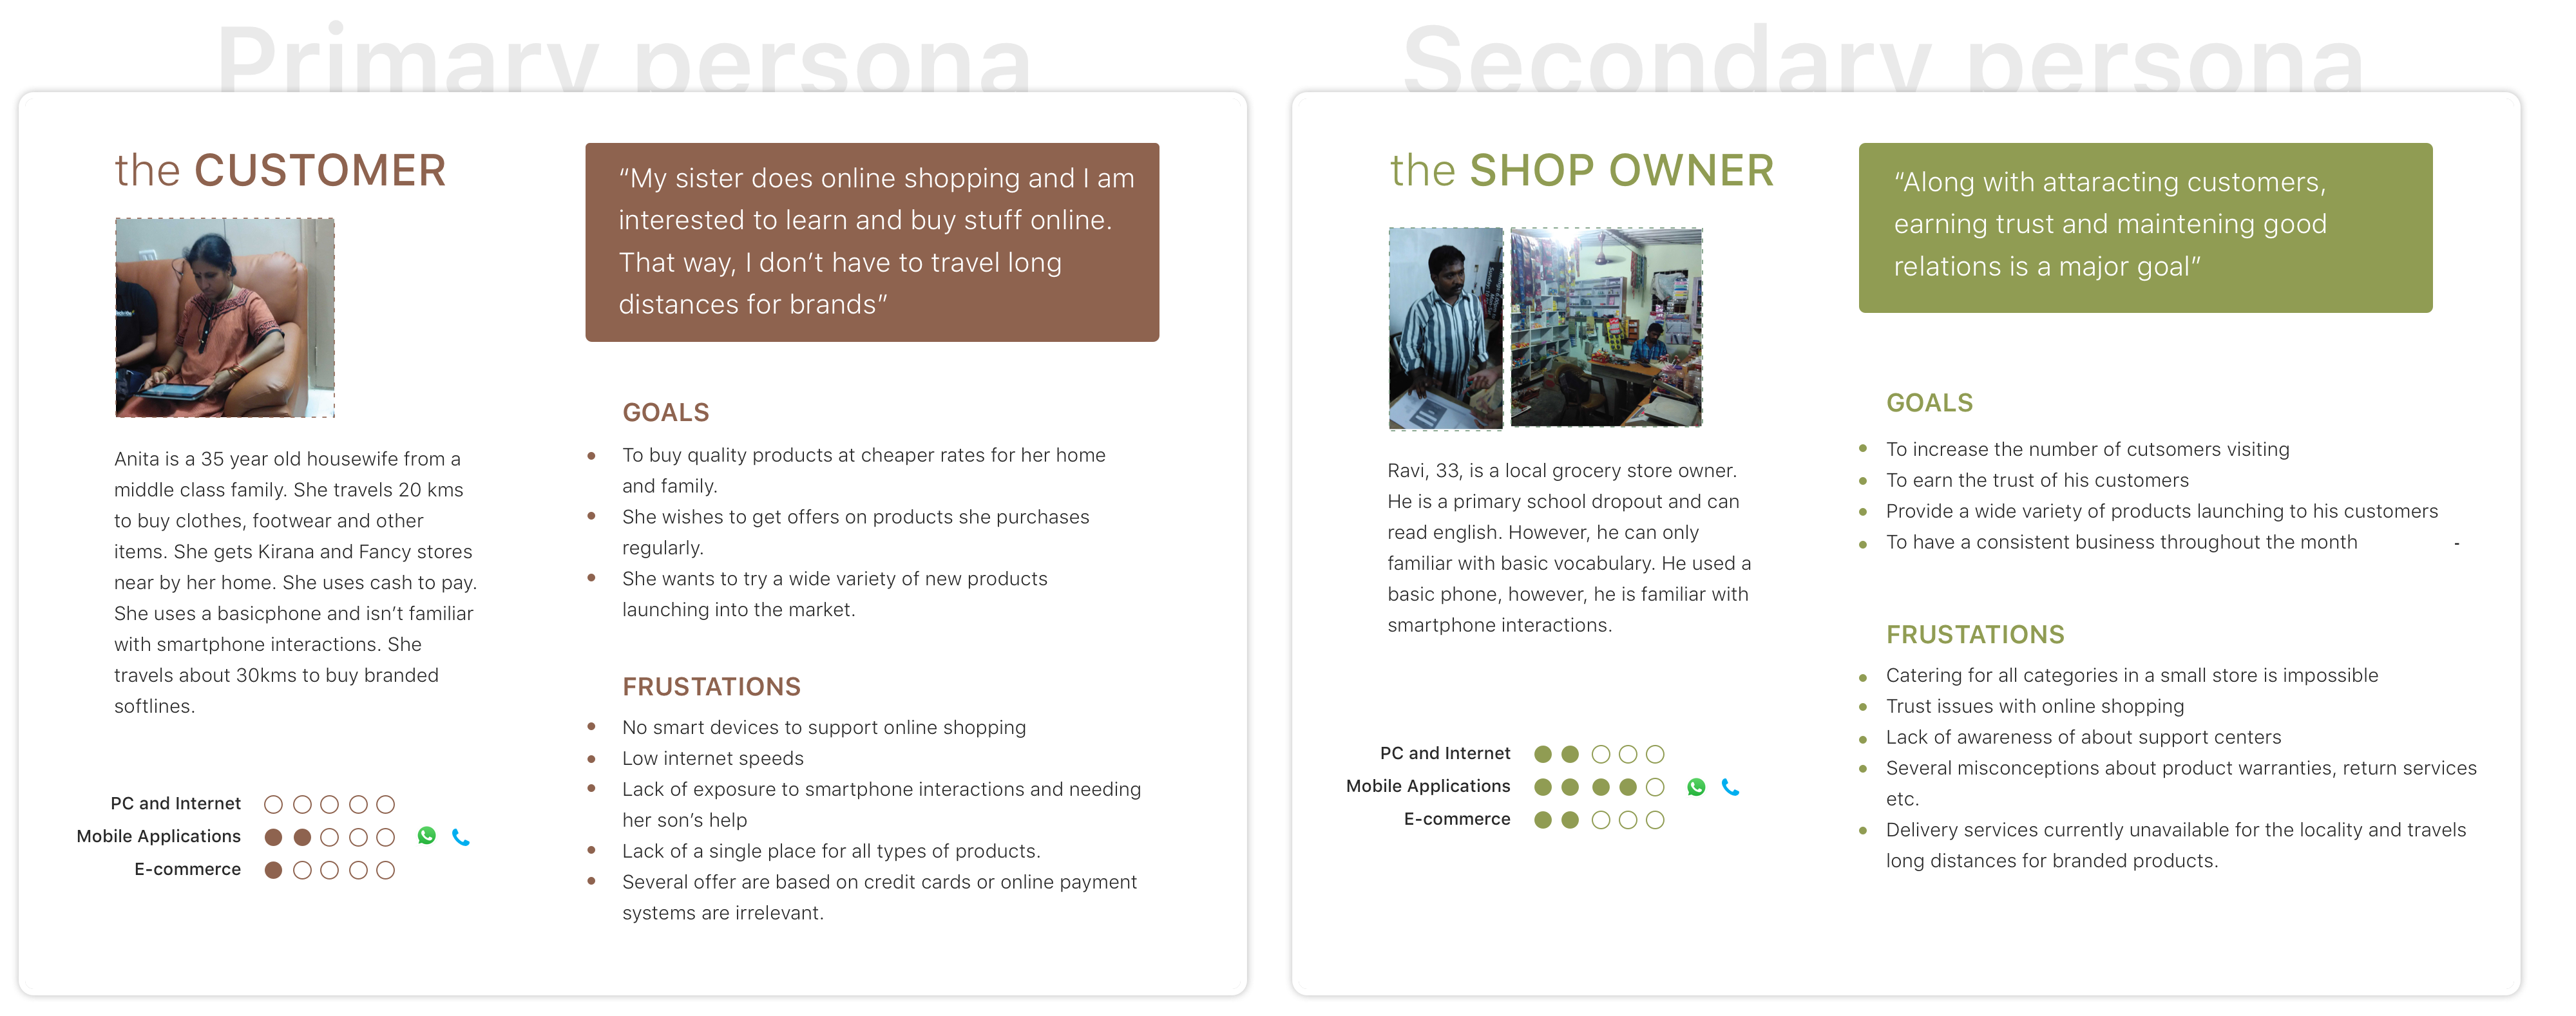 Primary persona
the CUSTOMER
“My sister does online shopping and I am
interested to learn and buy stuff online.
That way, I don’t have to travel long
distances for brands”
Anita is a 35 year old housewife from a
middle class family. She travels 20 kms
to buy clothes, footwear and other
items. She gets Kirana and Fancy stores
near by her home. She uses cash to pay.
She uses a basicphone and isn’t familiar
with smartphone interactions. She
travels about 30kms to buy branded
softlines.
PC and Internet
Mobile Applications
E-commerce
GOALS
To buy quality products at cheaper rates for her home
and family.
She wishes to get offers on products she purchases
regularly.
She wants to try a wide variety of new products
launching into the market.
FRUSTATIONS
No smart devices to support online shopping
Low internet speeds
Lack of exposure to smartphone interactions and needing
her son’s help
Lack of a single place for all types of products.
Several offer are based on credit cards or online payment
systems are irrelevant.
Secondary persona
the SHOP OWNER
“Along with attaracting customers,
earning trust and maintening good
relations is a major goal”
Ravi, 33, is a local grocery store owner.
He is a primary school dropout and can
read english. However, he can only
familiar with basic vocabulary. He used a
basic phone, however, he is familiar with
smartphone interactions.
PC and Internet
Mobile Applications
E-commerce
GOALS
To increase the number of cutsomers visiting
To earn the trust of his customers
Provide a wide variety of products launching to his customers
To have a consistent business throughout the month -
FRUSTATIONS
Catering for all categories in a small store is impossible
Trust issues with online shopping
Lack of awareness of about support centers
Several misconceptions about product warranties, return services
etc.
Delivery services currently unavailable for the locality and travels
long distances for branded products.